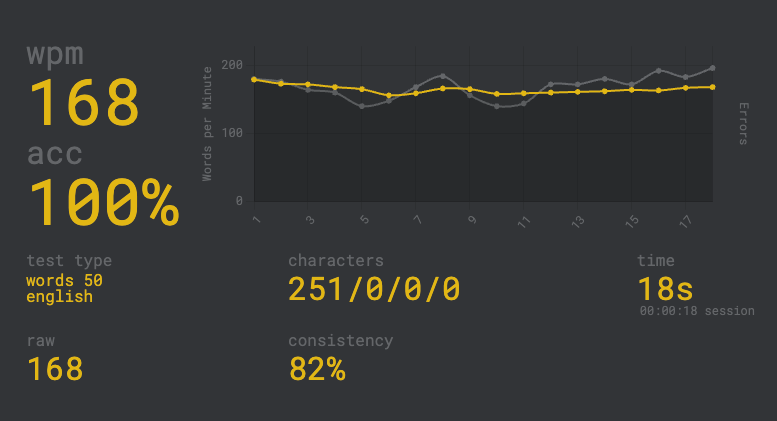 wpm
168
acc
100%
Words per Minute
200
100
0
1
3
5
7
9
11
13
15
17
Errors
test type
words 50
english
characters
251/0/0/0
time
18s
00:00:18 session
raw
168
consistency
82%